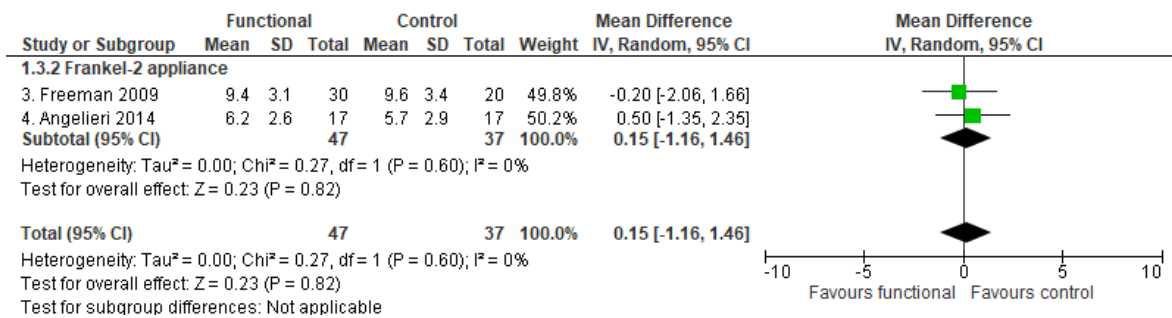 Functional Control Mean Difference Mean Difference
Study or Subgroup Mean SD Total Mean SD Total Weight IV, Random, 95% CI IV, Random, 95% CI
1.3.2 Frankel-2 appliance
3. Freeman 2009 9.4 3.1 30 9.6 3.4 20 49.8% -0.20 [-2.06, 1.66]
4. Angelieri 2014 6.2 2.6 17 5.7 2.9 17 50.2% 0.50 [-1.35, 2.35]
Subtotal (95% CI) 47 37 100.0% 0.15 [-1.16, 1.46]
Heterogeneity: Tau² = 0.00; Chi² = 0.27, df = 1 (P = 0.60); I² = 0%
Test for overall effect: Z = 0.23 (P = 0.82)
Total (95% CI) 47 37 100.0% 0.15 [-1.16, 1.46]
Heterogeneity: Tau² = 0.00; Chi² = 0.27, df = 1 (P = 0.60); I² = 0%
Test for overall effect: Z = 0.23 (P = 0.82)
Test for subgroup differences: Not applicable
-10 -5 0 5 10
Favours functional Favours control